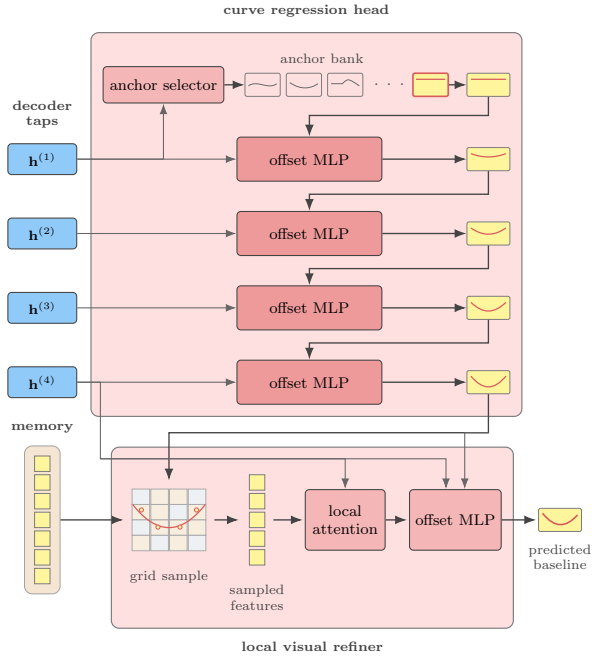 curve regression head
anchor bank
anchor selector
. . .
decoder
taps
h(1)
offset MLP
h(2)
offset MLP
h(3)
offset MLP
h(4)
offset MLP
memory
local
attention
offset MLP
grid sample
sampled
features
predicted
baseline
local visual refiner